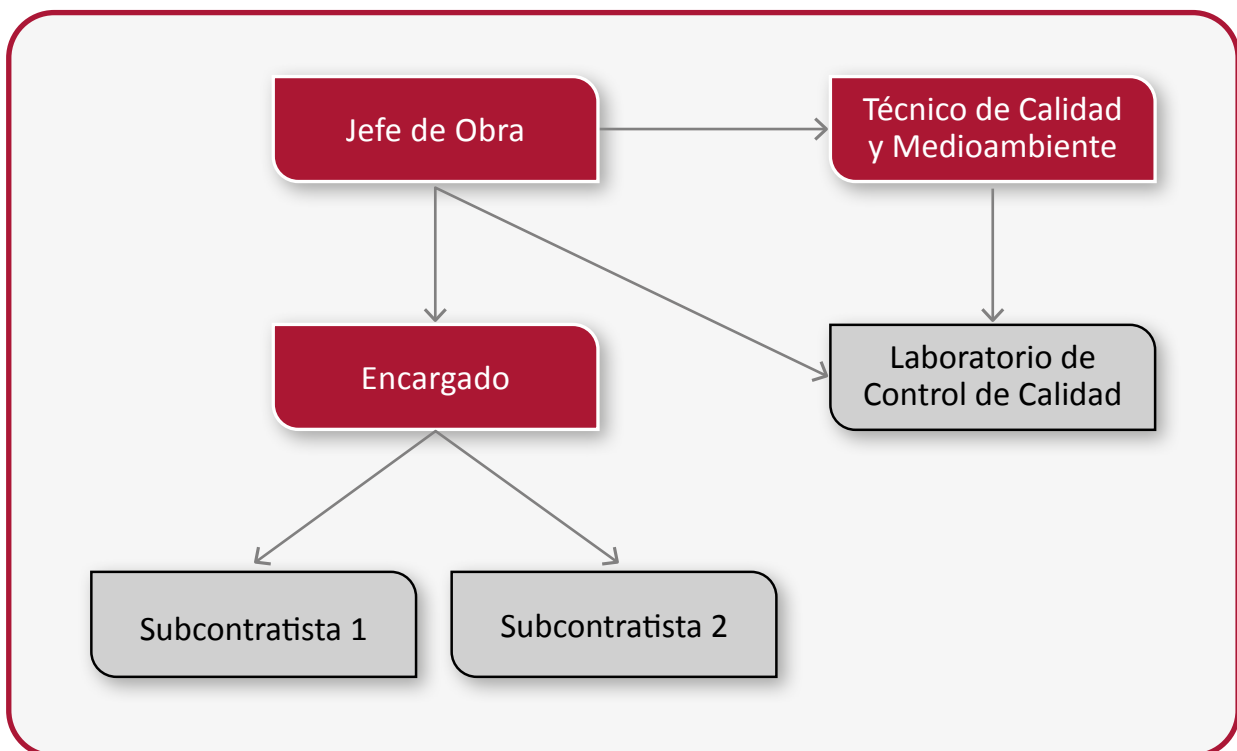 Jefe de Obra
Técnico de Calidad
y Medioambiente
Encargado
Laboratorio de
Control de Calidad
Subcontratista 1
Subcontratista 2